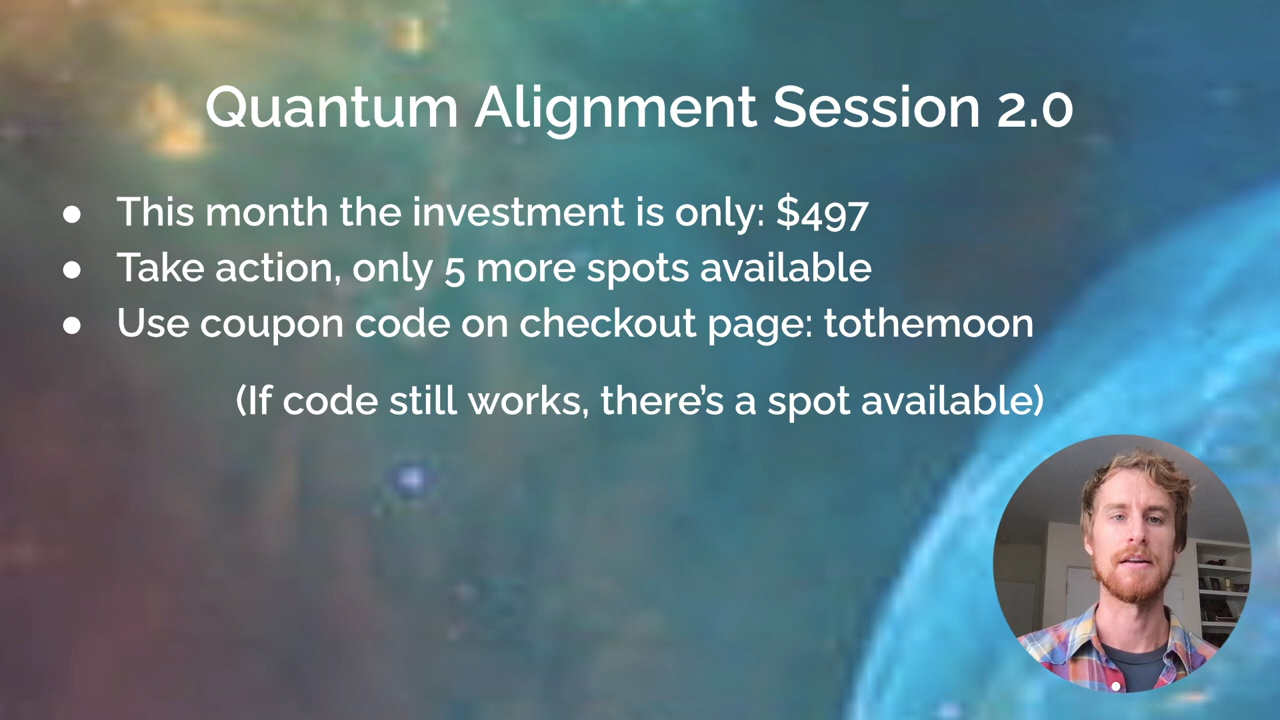 Quantum Alignment Session 2.0
● This month the investment is only: $497
● Take action, only 5 more spots available
● Use coupon code on checkout page: tothemoon
(If code still works, there’s a spot available)